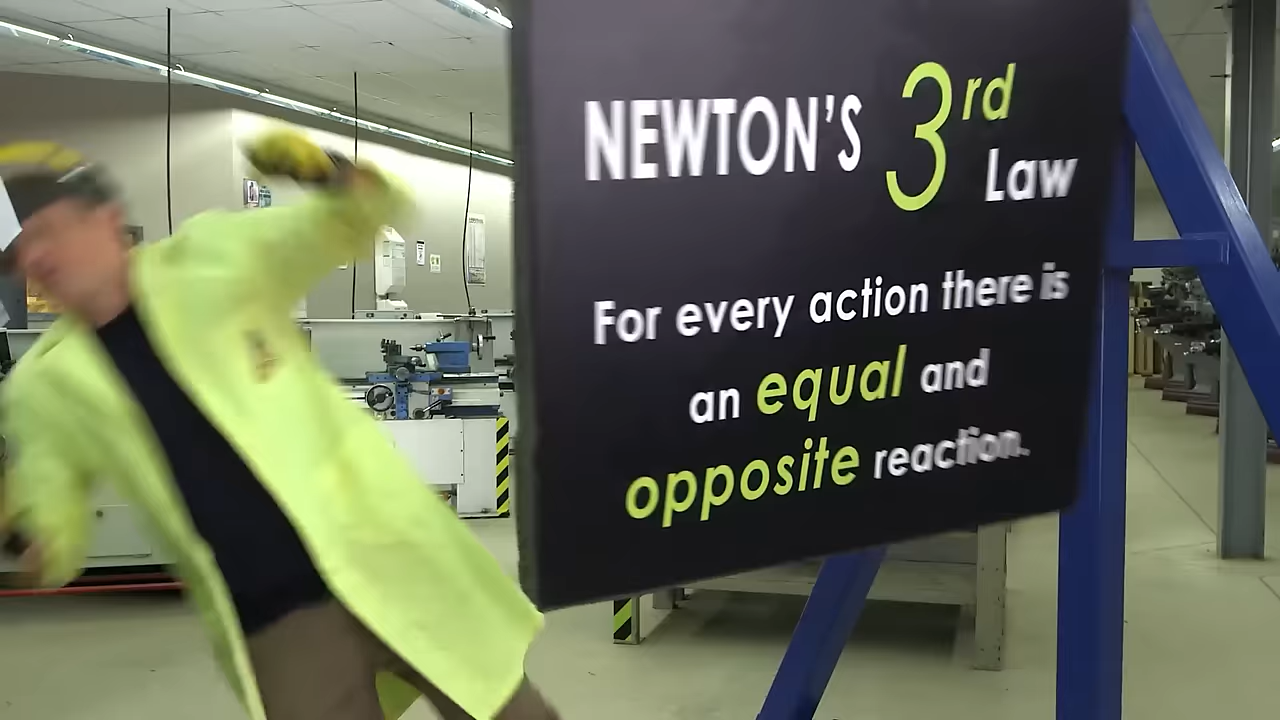 NEWTON'S 3rd
Law
For every action there is
an equal and
opposite reaction.